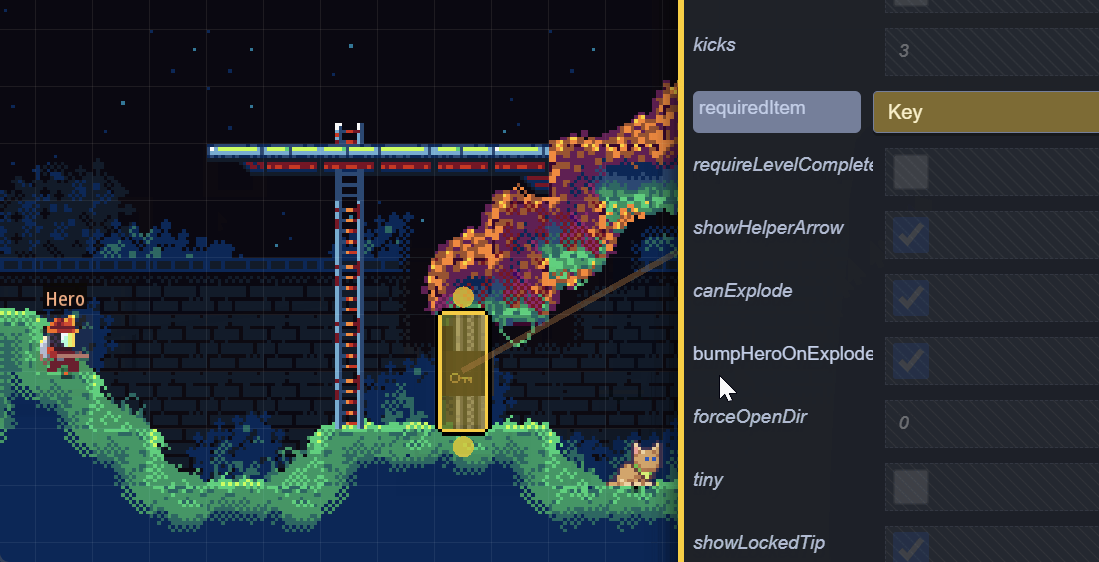 kicks
3
requiredItem
Key
requireLevelComplete
showHelperArrow
canExplode
Hero
bumpHeroOnExplode
forceOpenDir
0
tiny
showLockedTip